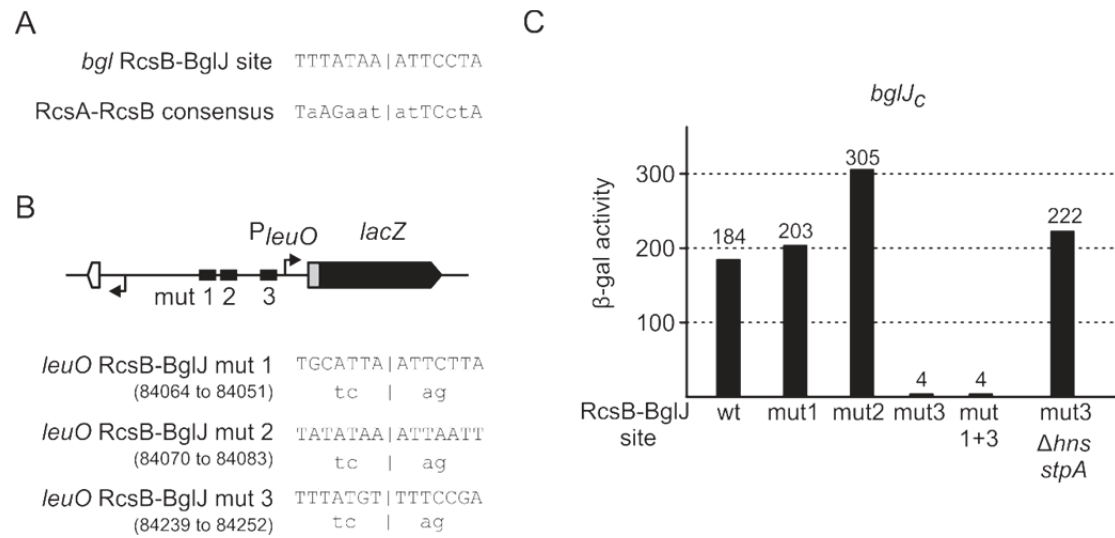 A
bgl RcsB-BglJ site TTTATAA|ATTCCTA
RcsA-RcsB consensus TaAGaat|atTCctA
B
PleuO lacZ
mut 1 2 3
leuO RcsB-BglJ mut 1 TGCATTA|ATTCTTA
(84064 to 84051) tc | ag
leuO RcsB-BglJ mut 2 TATATAA|ATTAATT
(84070 to 84083) tc | ag
leuO RcsB-BglJ mut 3 TTTATGT|TTTCCGA
(84239 to 84252) tc | ag
C
bglJC
β-gal activity
300
200
100
184 203 305 4 4 222
RcsB-BglJ site
wt mut1 mut2 mut3 mut 1+3 mut3 Δhns stpA